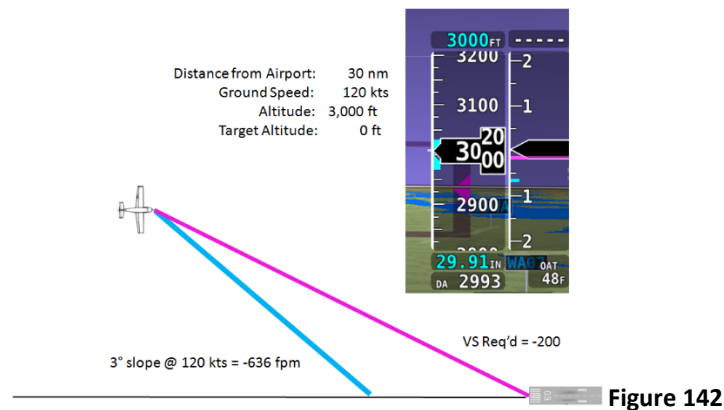 Distance from Airport: 30 nm
Ground Speed: 120 kts
Altitude: 3,000 ft
Target Altitude: 0 ft
3000FT -----
3200 2
3100 1
30 20
00
2900 1
2
29.91IN WA07 OAT
DA 2993 48F
VS Req'd = -200
3° slope @ 120 kts = -636 fpm
Figure 142